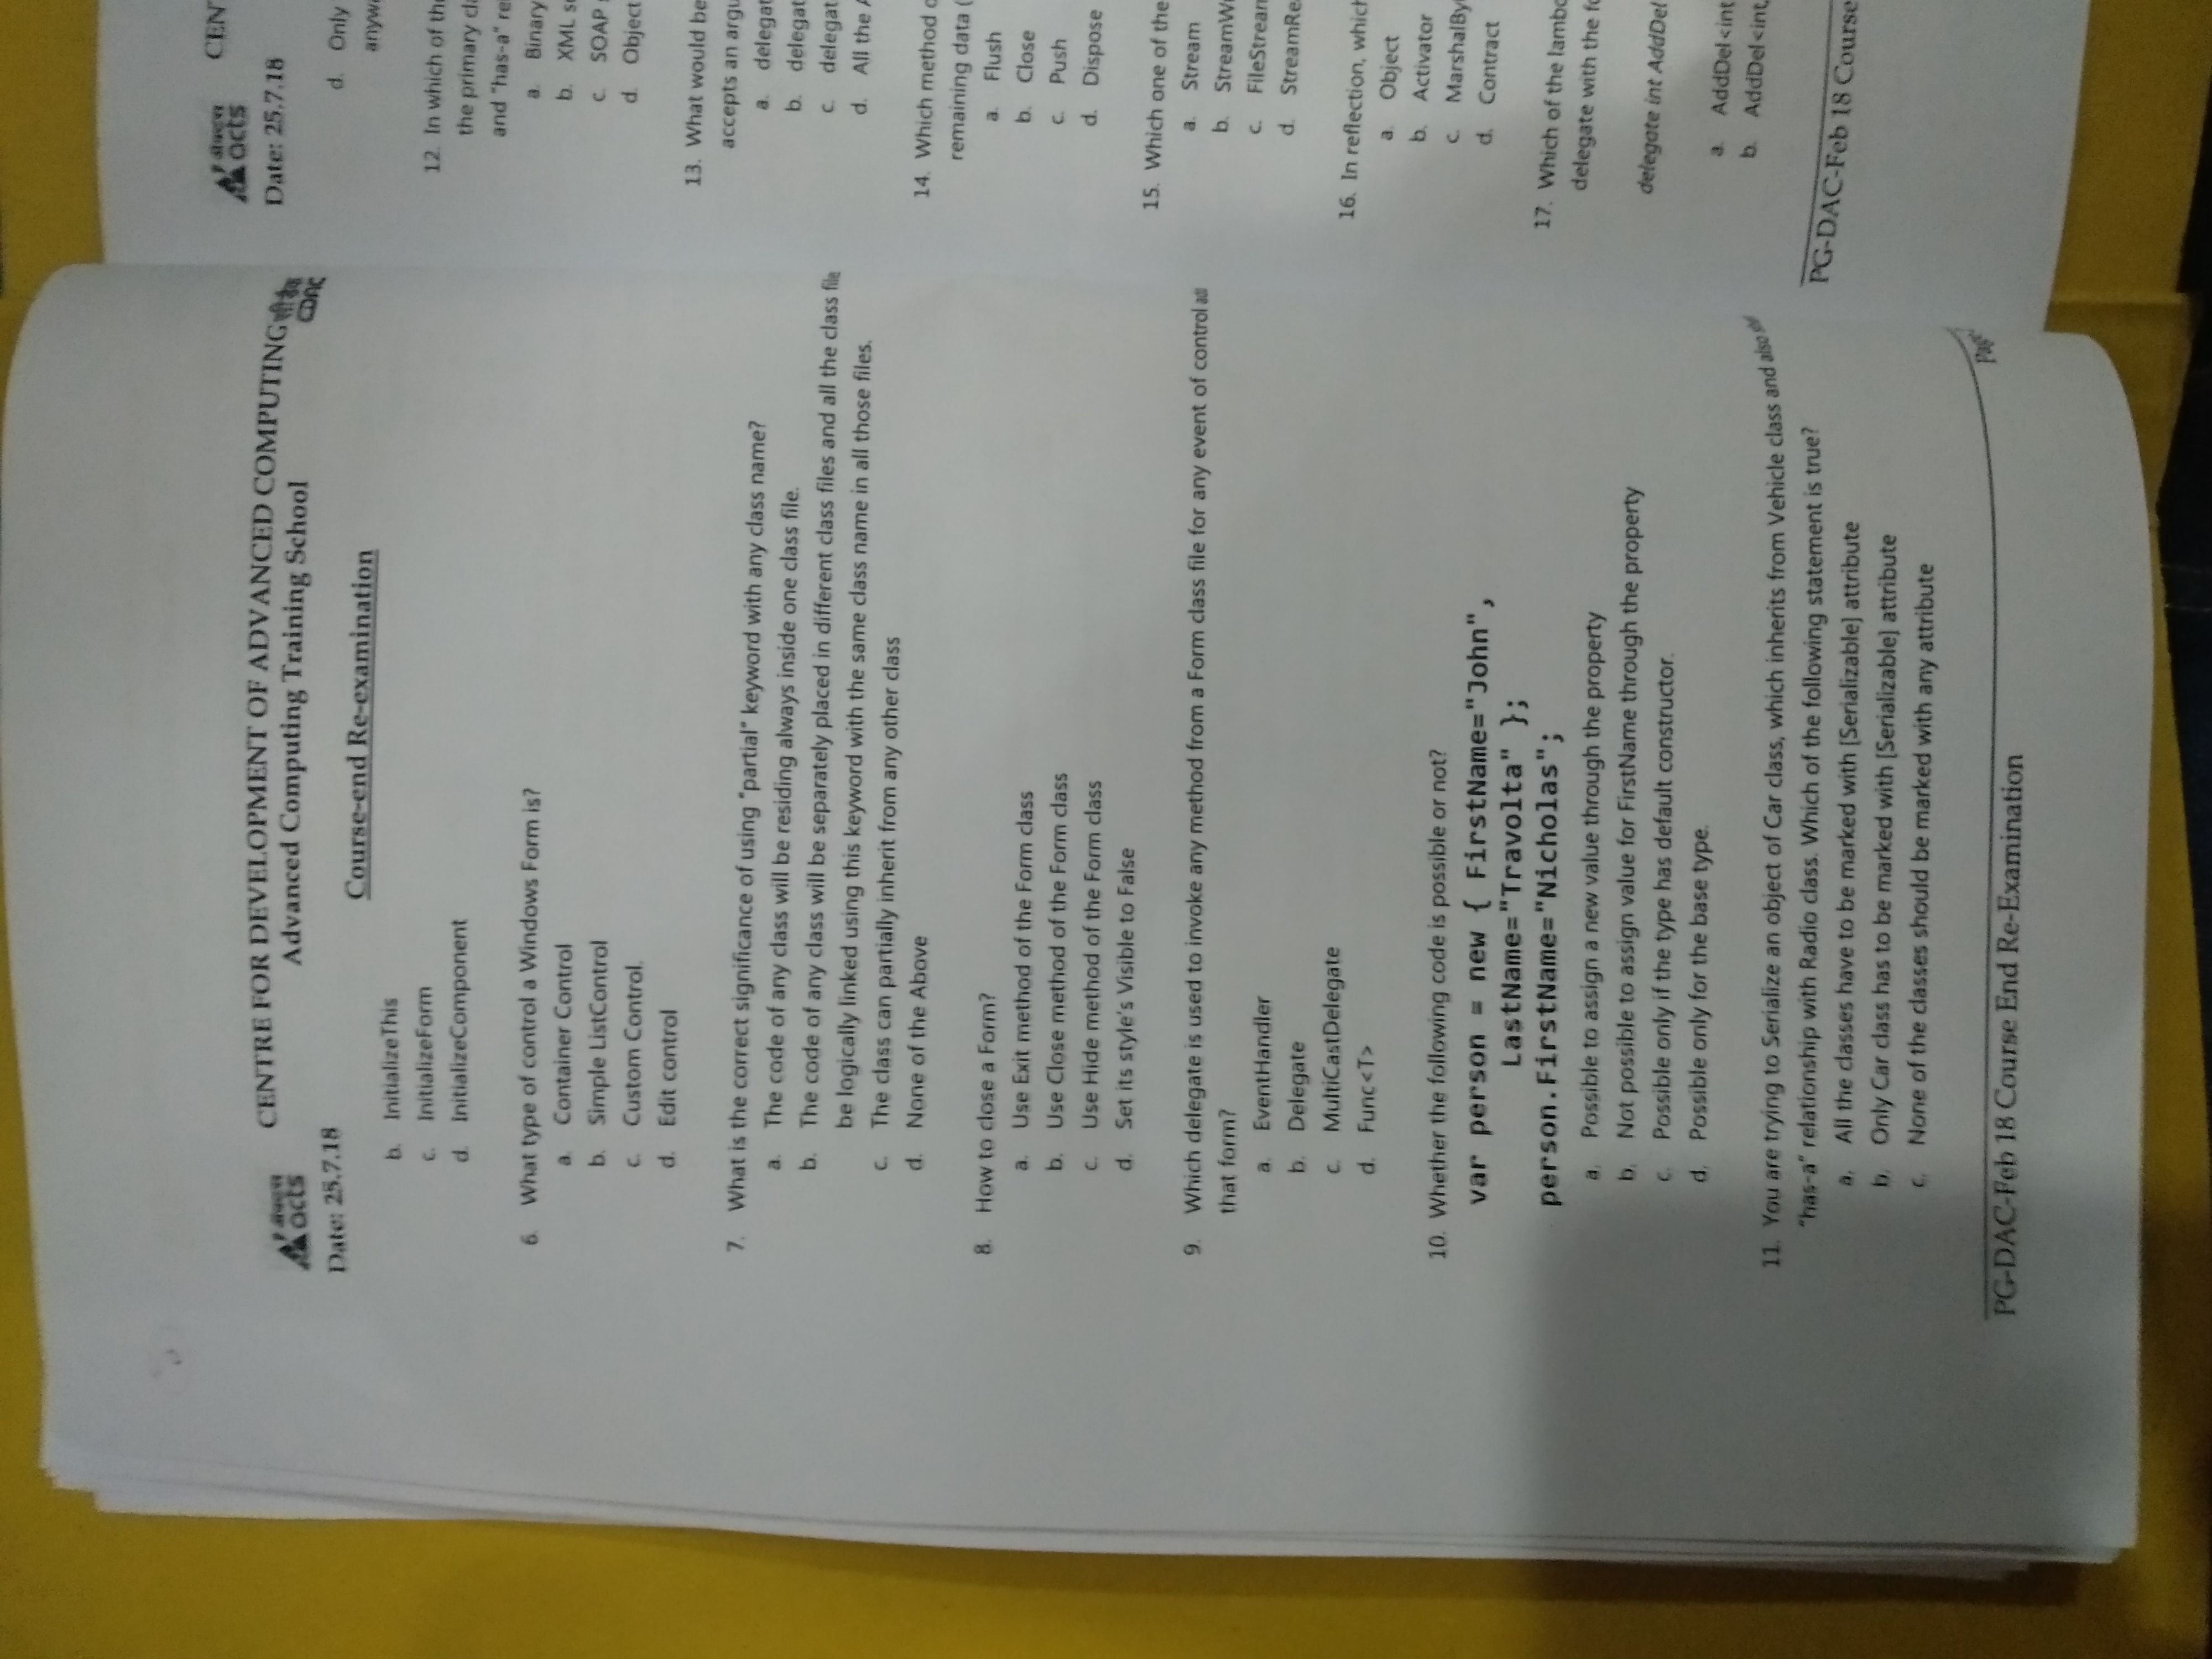 एॅक्टस
acts
CENTRE FOR DEVELOPMENT OF ADVANCED COMPUTING
Advanced Computing Training School
सी डैक
CDAC
Date: 25.7.18
Course-end Re-examination
b. InitializeThis
c. InitializeForm
d. InitializeComponent
6. What type of control a Windows Form is?
a. Container Control
b. Simple ListControl
c. Custom Control.
d. Edit control
7. What is the correct significance of using "partial" keyword with any class name?
a. The code of any class will be residing always inside one class file.
b. The code of any class will be separately placed in different class files and all the class file
be logically linked using this keyword with the same class name in all those files.
c. The class can partially inherit from any other class
d. None of the Above
8. How to close a Form?
a. Use Exit method of the Form class
b. Use Close method of the Form class
c. Use Hide method of the Form class
d. Set its style's Visible to False
9. Which delegate is used to invoke any method from a Form class file for any event of control
that form?
a. EventHandler
b. Delegate
c. MultiCastDelegate
d. Func<T>
10. Whether the following code is possible or not?
var person = new { FirstName="John",
LastName="Travolta" };
person.FirstName="Nicholas";
a. Possible to assign a new value through the property
b. Not possible to assign value for FirstName through the property
c. Possible only if the type has default constructor.
d. Possible only for the base type.
11. You are trying to Serialize an object of Car class, which inherits from Vehicle class and also
"has-a" relationship with Radio class. Which of the following statement is true?
a. All the classes have to be marked with [Serializable] attribute
b. Only Car class has to be marked with [Serializable] attribute
c. None of the classes should be marked with any attribute
Page
PG-DAC-Feb 18 Course End Re-Examination
acts
CEN
Date: 25.7.18
d. Only
anyw
12. In which of the
the primary cl
and "has-a" re
a. Binary
b. XML s
c. SOAP
d. Object
13. What would be
accepts an argu
a. delegat
b. delegat
c. delegat
d. All the A
14. Which method o
remaining data (
a. Flush
b. Close
c. Push
d. Dispose
15. Which one of the
a. Stream
b. StreamW
c. FileStrean
d. StreamRe
16. In reflection, which
a. Object
b. Activator
c. MarshalBy
d. Contract
17. Which of the lambd
delegate with the fo
delegate int AddDel
a. AddDel<int
b. AddDel<int,
PG-DAC-Feb 18 Course